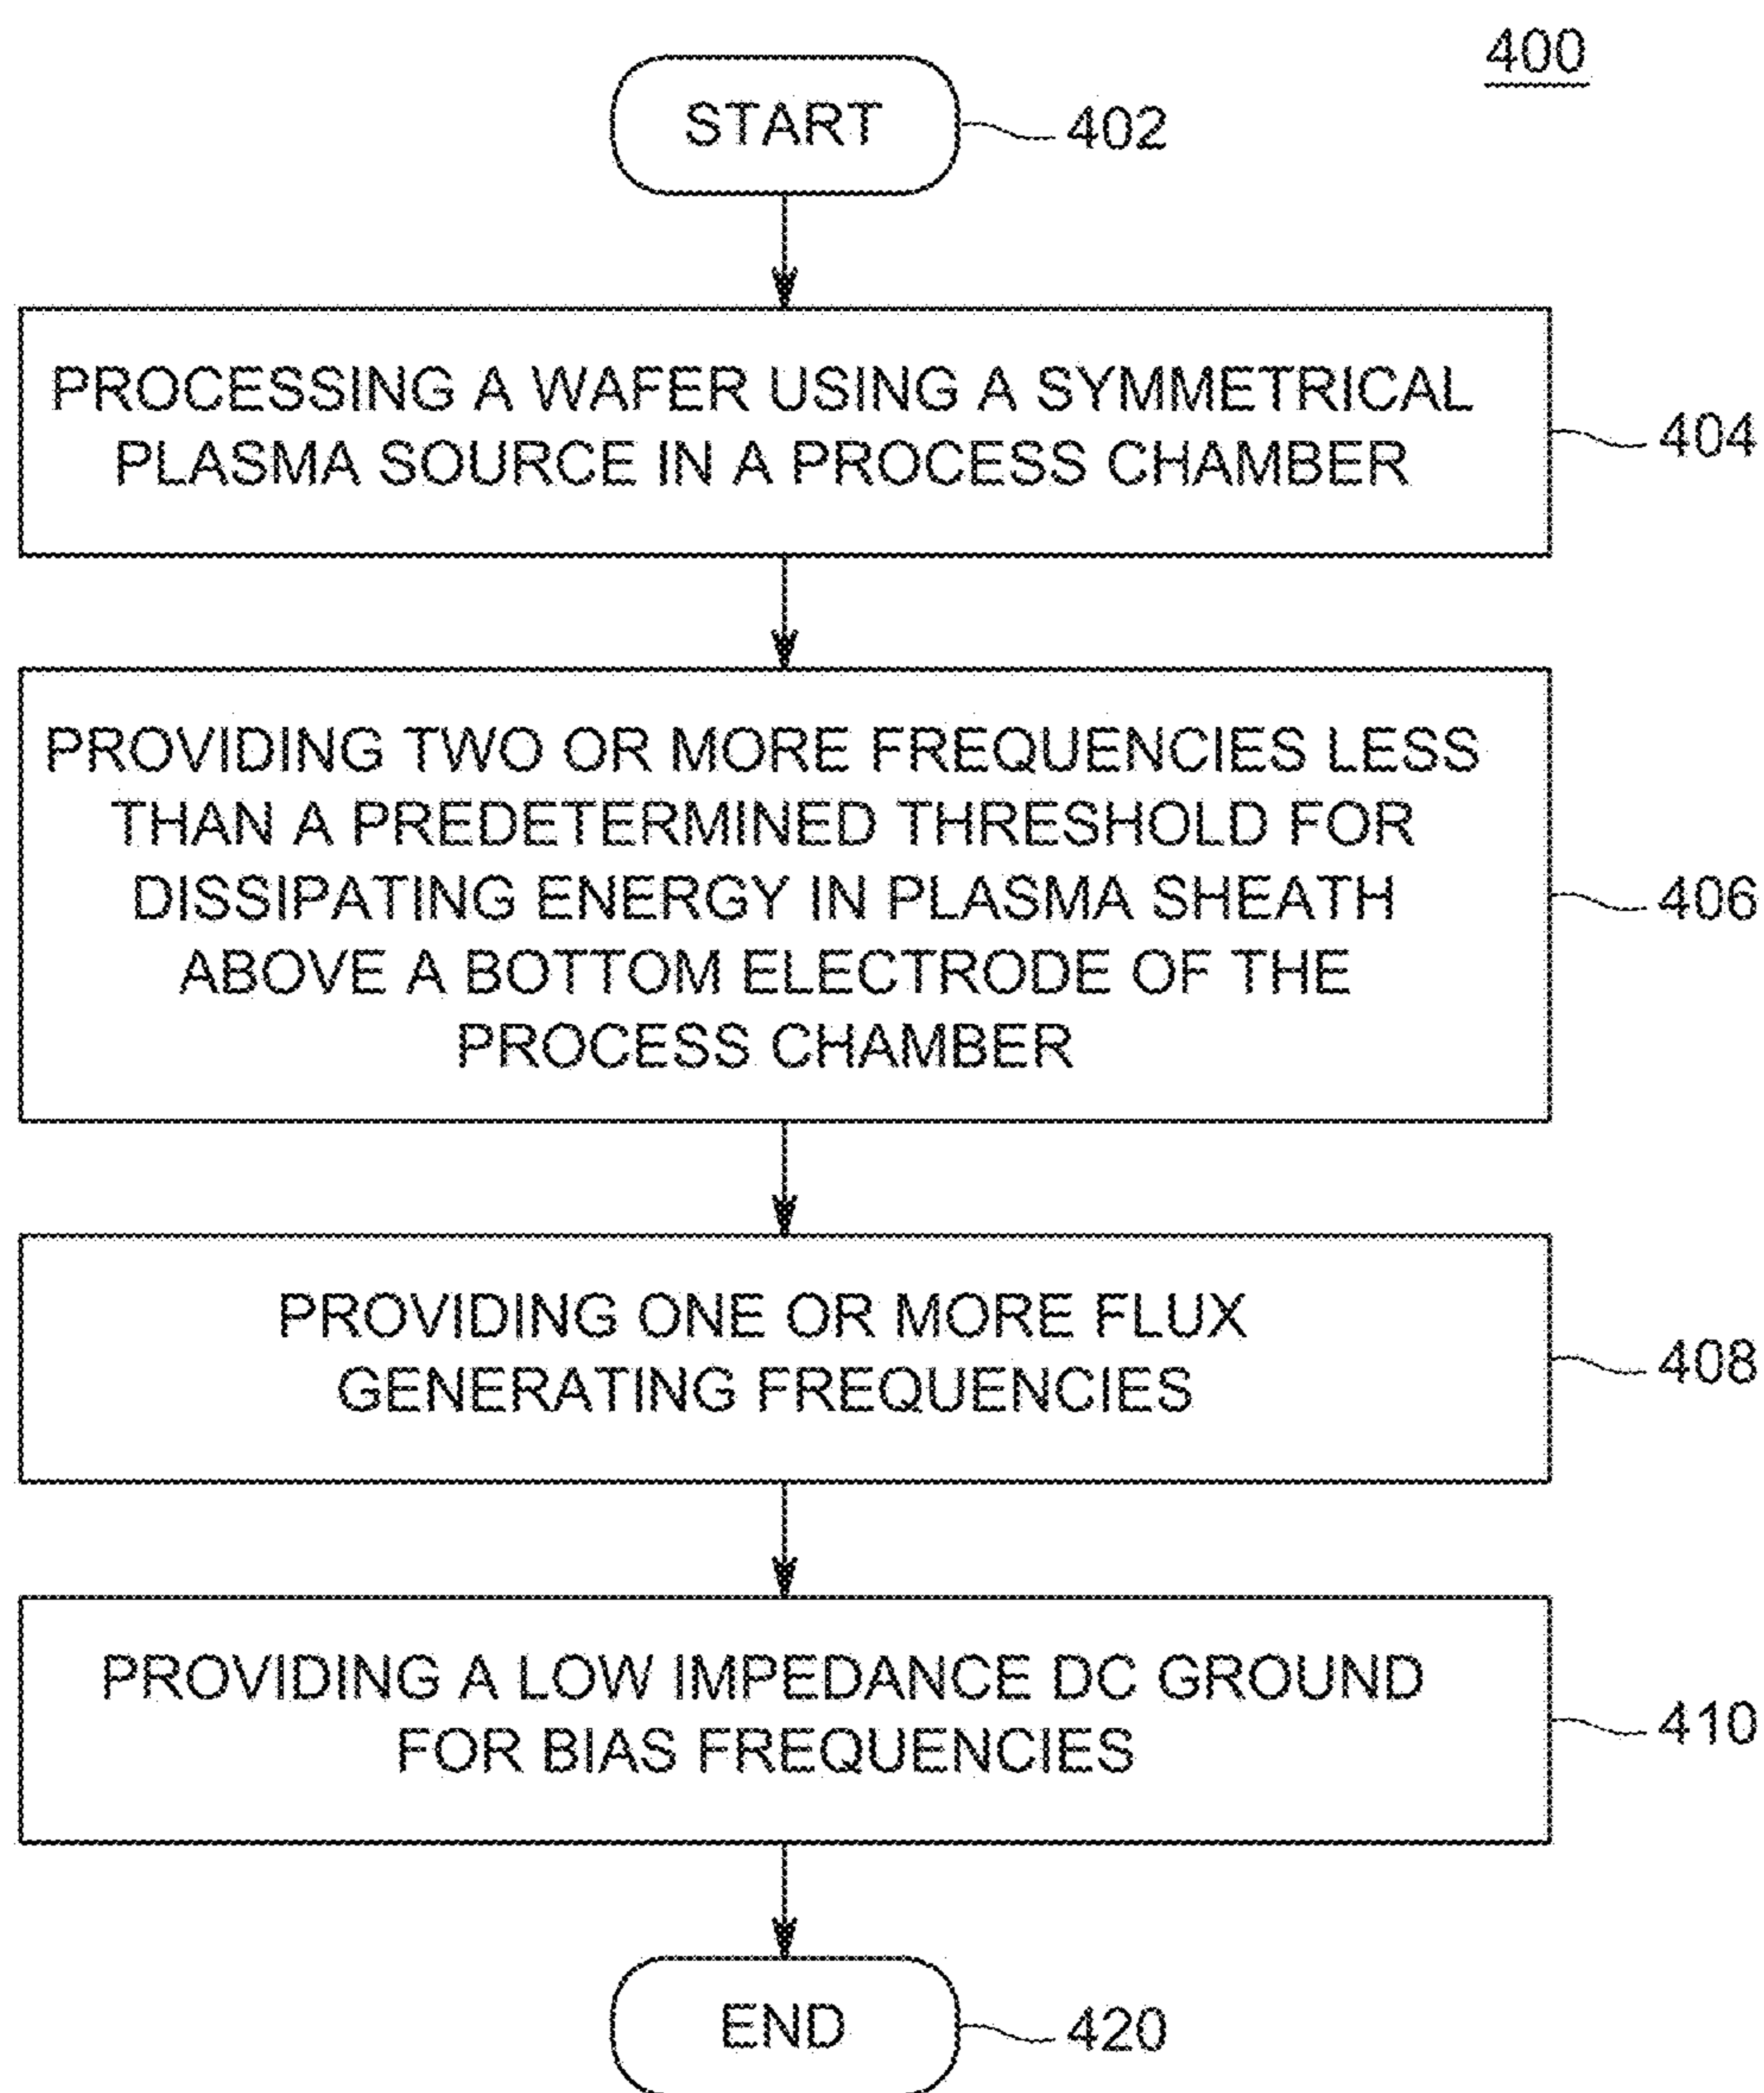 400
START
402
PROCESSING A WAFER USING A SYMMETRICAL
PLASMA SOURCE IN A PROCESS CHAMBER
404
PROVIDING TWO OR MORE FREQUENCIES LESS
THAN A PREDETERMINED THRESHOLD FOR
DISSIPATING ENERGY IN PLASMA SHEATH
ABOVE A BOTTOM ELECTRODE OF THE
PROCESS CHAMBER
406
PROVIDING ONE OR MORE FLUX
GENERATING FREQUENCIES
408
PROVIDING A LOW IMPEDANCE DC GROUND
FOR BIAS FREQUENCIES
410
END
420